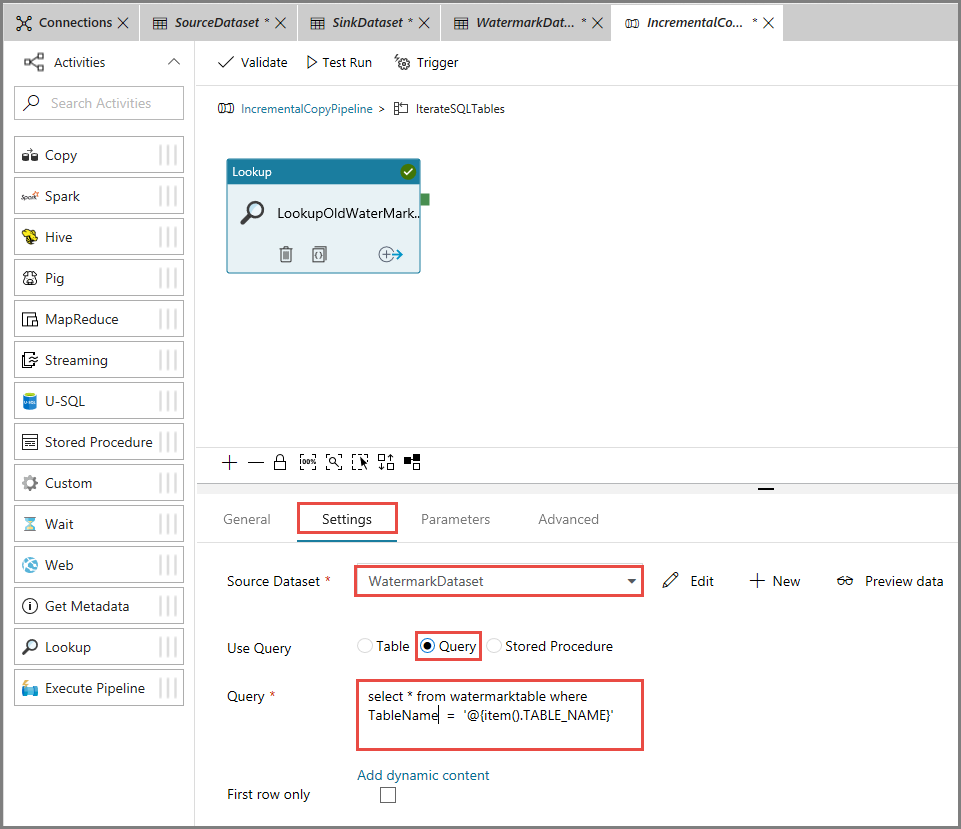 Connections
SourceDataset *
SinkDataset *
WatermarkDat... *
IncrementalCo... *
Activities
Search Activities
Copy
Spark
Spark
Hive
Pig
MapReduce
Streaming
U-SQL
U-SQL
Stored Procedure
Custom
Wait
Web
Get Metadata
Lookup
Execute Pipeline
Validate
Test Run
Trigger
IncrementalCopyPipeline > IterateSQLTables
Lookup
LookupOldWaterMark...
100%
General
Settings
Parameters
Advanced
Source Dataset *
WatermarkDataset
Edit
New
Preview data
Use Query
Table
Query
Stored Procedure
Query *
select * from watermarktable where
TableName = '@{item().TABLE_NAME}'
Add dynamic content
First row only